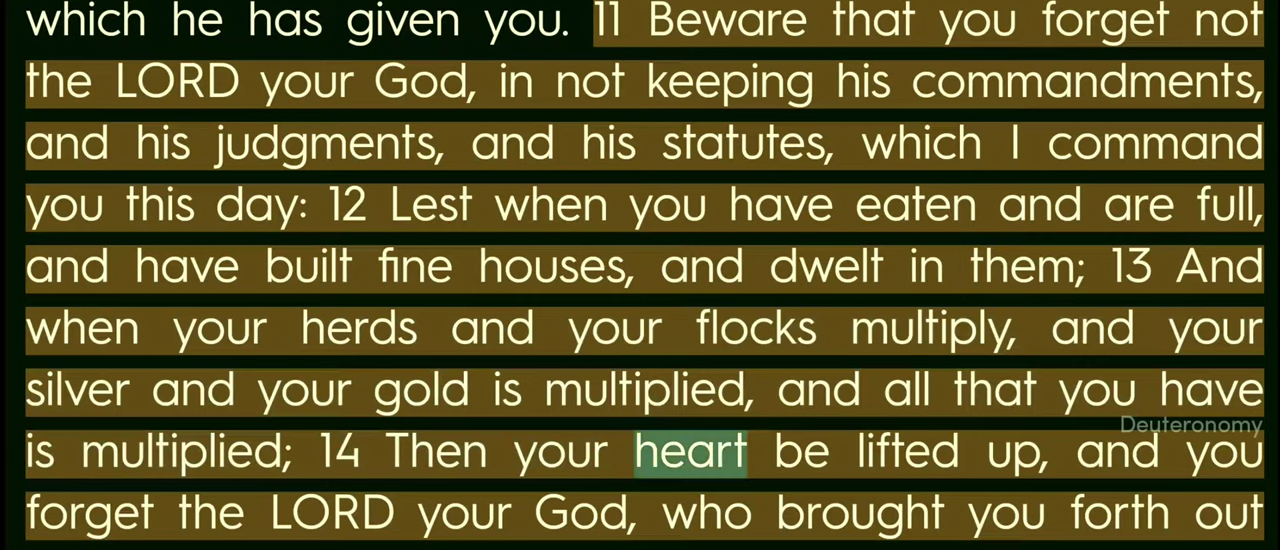 which he has given you. 11 Beware that you forget not
the LORD your God, in not keeping his commandments,
and his judgments, and his statutes, which I command
you this day: 12 Lest when you have eaten and are full,
and have built fine houses, and dwelt in them; 13 And
when your herds and your flocks multiply, and your
silver and your gold is multiplied, and all that you have
Deuteronomy
is multiplied; 14 Then your heart be lifted up, and you
forget the LORD your God, who brought you forth out